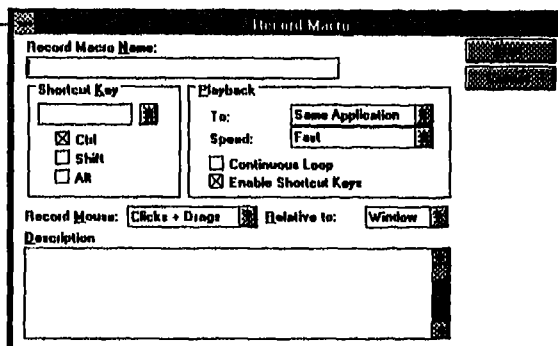 Record Macro
Record Macro Name:
Shortcut Key
Ctrl
Shift
Alt
Playback
To: Same Application
Speed: Fast
Continuous Loop
Enable Shortcut Keys
Record Mouse: Clicks + Drags Relative to: Window
Description